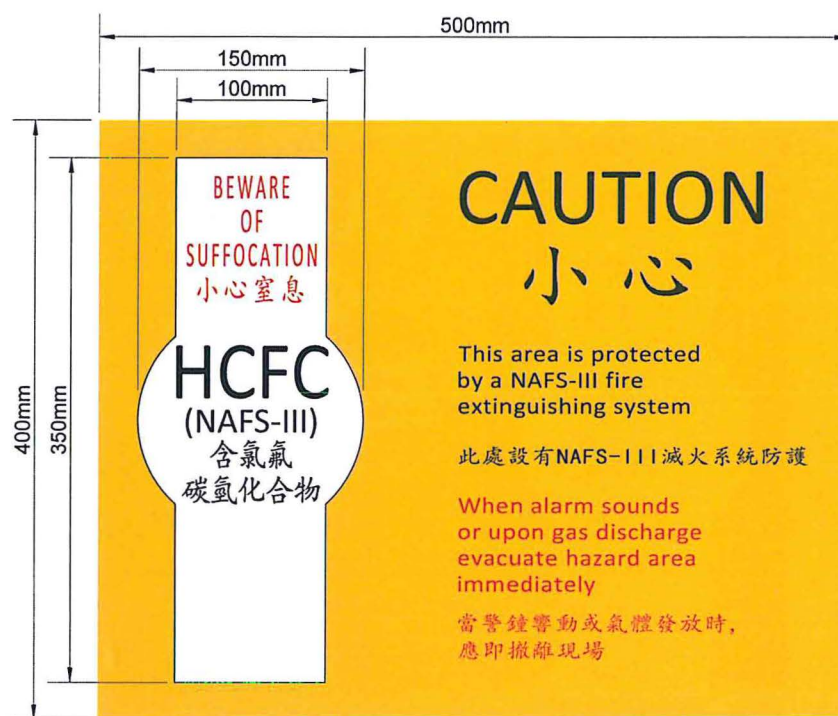 500mm
150mm
100mm
400mm
350mm
BEWARE
OF
SUFFOCATION
小心窒息
HCFC
(NAFS-III)
含氯氟
碳氫化合物
CAUTION
小心
This area is protected
by a NAFS-III fire
extinguishing system
此處設有NAFS-III滅火系統防護
When alarm sounds
or upon gas discharge
evacuate hazard area
immediately
當警鐘響動或氣體發放時,
應即撤離現場